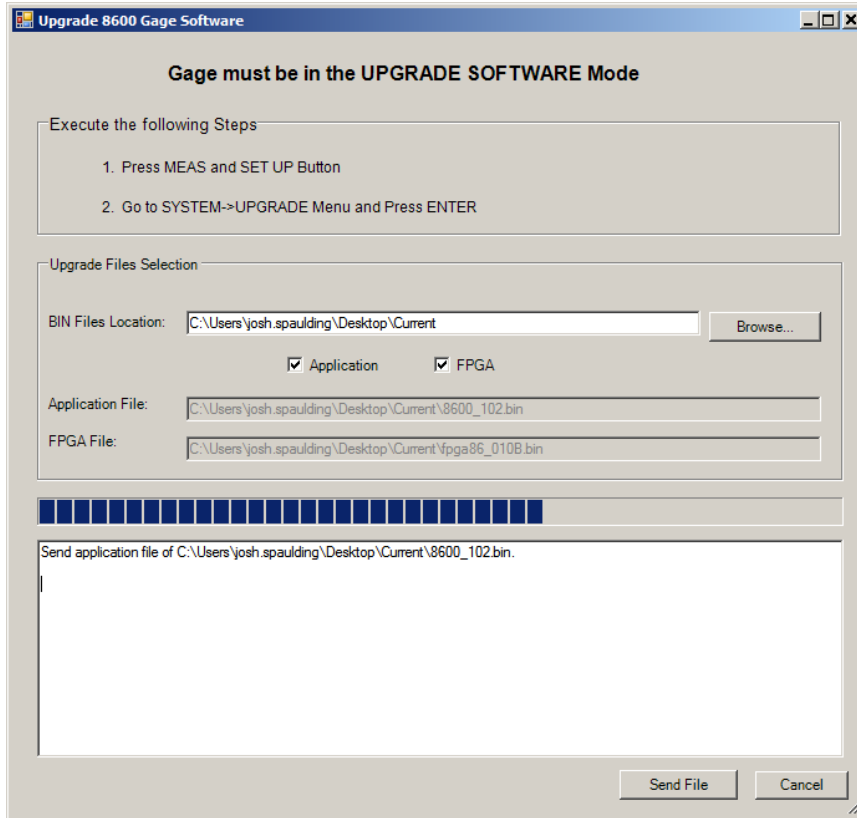 Upgrade 8600 Gage Software
Gage must be in the UPGRADE SOFTWARE Mode
Execute the following Steps
1. Press MEAS and SET UP Button
2. Go to SYSTEM->UPGRADE Menu and Press ENTER
Upgrade Files Selection
BIN Files Location: C:\Users\josh.spaulding\Desktop\Current Browse...
Application FPGA
Application File: C:\Users\josh.spaulding\Desktop\Current\8600_102.bin
FPGA File: C:\Users\josh.spaulding\Desktop\Current\fpga86_010B.bin
Send application file of C:\Users\josh.spaulding\Desktop\Current\8600_102.bin.
Send File Cancel